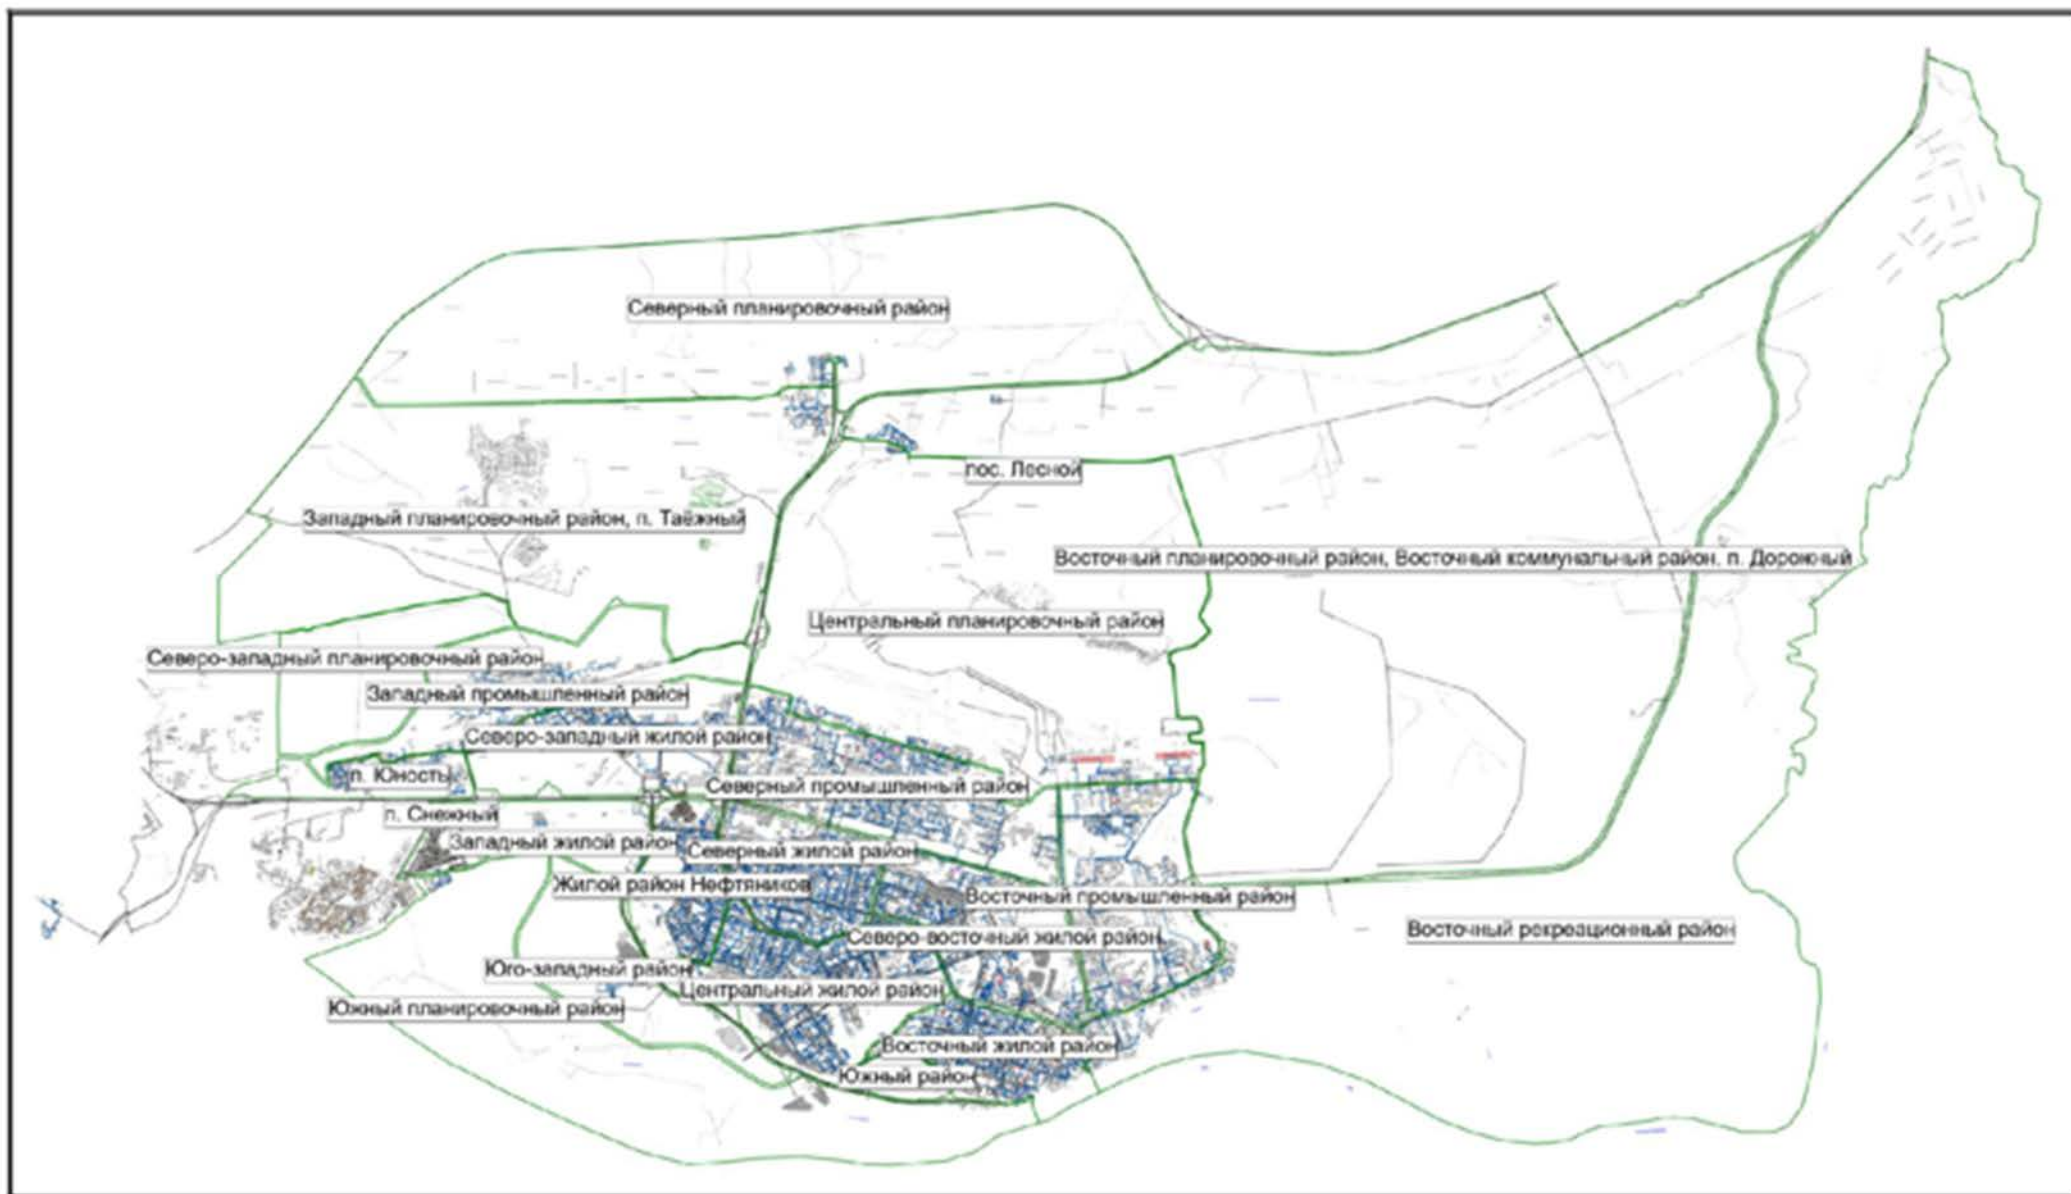 Северный планировочный район
пос. Лесной
Западный планировочный район, п. Таёжный
Восточный планировочный район, Восточный коммунальный район. п. Дорожный
Центральный планировочный район
Северо-западный планировочный район
Западный промышленный район
Северо-западный жилой район
п. Юность
Северный промышленный район
п. Снежный
Западный жилой район
Северный жилой район
Жилой район Нефтяников
Восточный промышленный район
Восточный рекреационный район
Северо-восточный жилой район
Юго-западный район
Центральный жилой район
Южный планировочный район
Восточный жилой район
Южный район